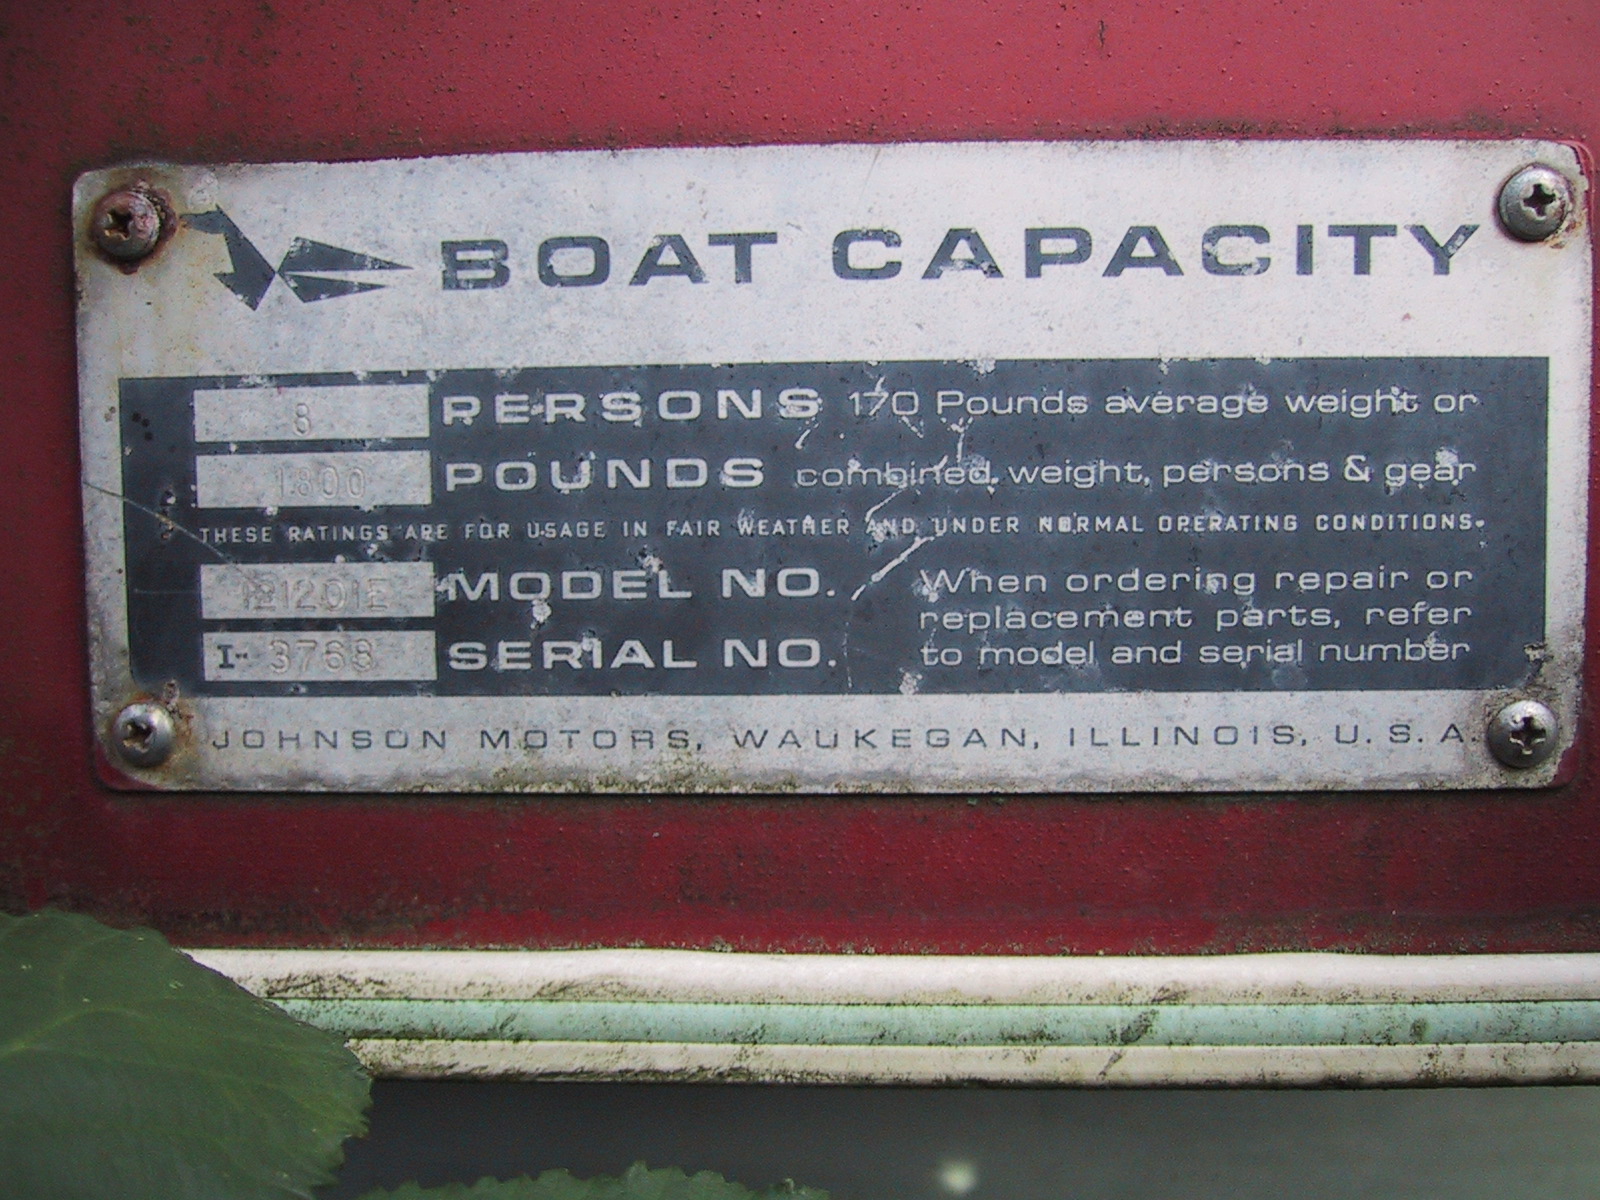 BOAT CAPACITY
8 PERSONS 170 Pounds average weight or
1800 POUNDS combined weight, persons & gear
THESE RATINGS ARE FOR USAGE IN FAIR WEATHER AND UNDER NORMAL OPERATING CONDITIONS.
MODEL NO. When ordering repair or
replacement parts, refer
I- 3768 SERIAL NO. to model and serial number
JOHNSON MOTORS, WAUKEGAN, ILLINOIS, U.S.A.